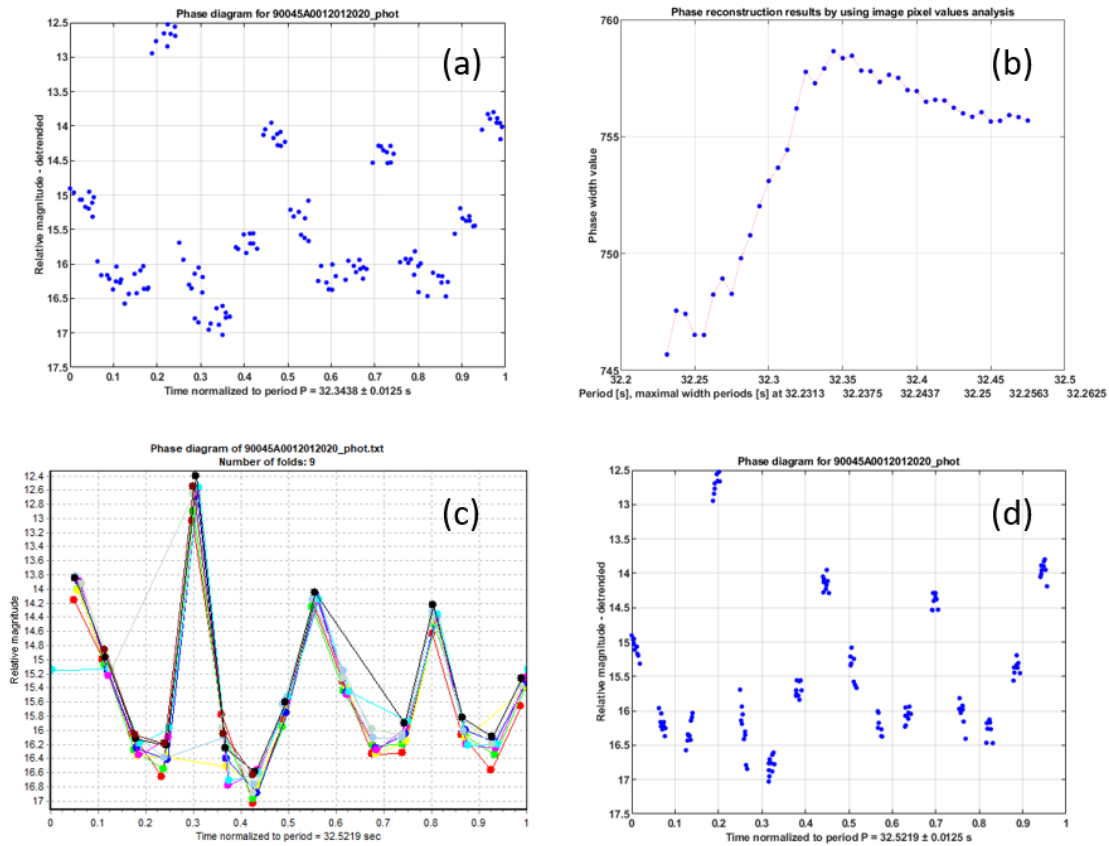 Phase diagram for 90045A0012012020_phot
(a)
Relative magnitude - detrended
12.5
13
14
15
15.5
16
16.5
17
17.5
0 0.1 0.2 0.3 0.4 0.5 0.6 0.7 0.8 0.9 1
Time normalized to period P = 32.3438 ± 0.0125 s
Phase reconstruction results by using image pixel values analysis
(b)
Phase width value
760
755
750
745
32.2 32.25 32.3 32.35 32.4 32.45 32.5
Period [s], maximal width periods [s] at 32.2313 32.2375 32.2437 32.25 32.2563 32.2625
Phase diagram of 90045A0012012020_phot.txt
Number of folds: 9
(c)
Relative magnitude
12.4
12.6
12.8
13
13.2
13.4
13.6
13.8
14
14.2
14.4
14.6
14.8
15
15.2
15.4
15.6
15.8
16
16.2
16.4
16.6
16.8
17
0 0.1 0.2 0.3 0.4 0.5 0.6 0.7 0.8 0.9 1
Time normalized to period = 32.5219 sec
Phase diagram for 90045A0012012020_phot
(d)
Relative magnitude - detrended
12.5
13
13.5
14
14.5
15
15.5
16
16.5
17
17.5
0 0.1 0.2 0.3 0.4 0.5 0.6 0.7 0.8 0.9 1
Time normalized to period P = 32.5219 ± 0.0125 s